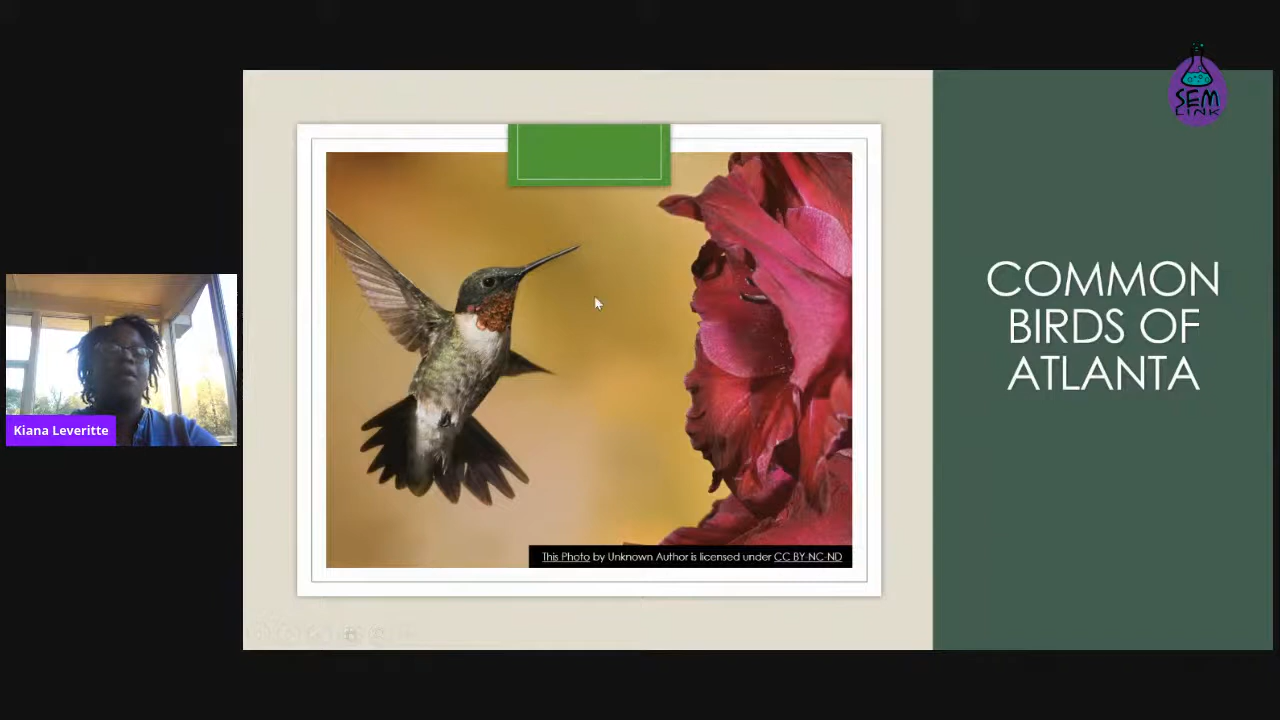 SEM
LINK
COMMON
BIRDS OF
ATLANTA
Kiana Leveritte
This Photo by Unknown Author is licensed under CC BY-NC-ND